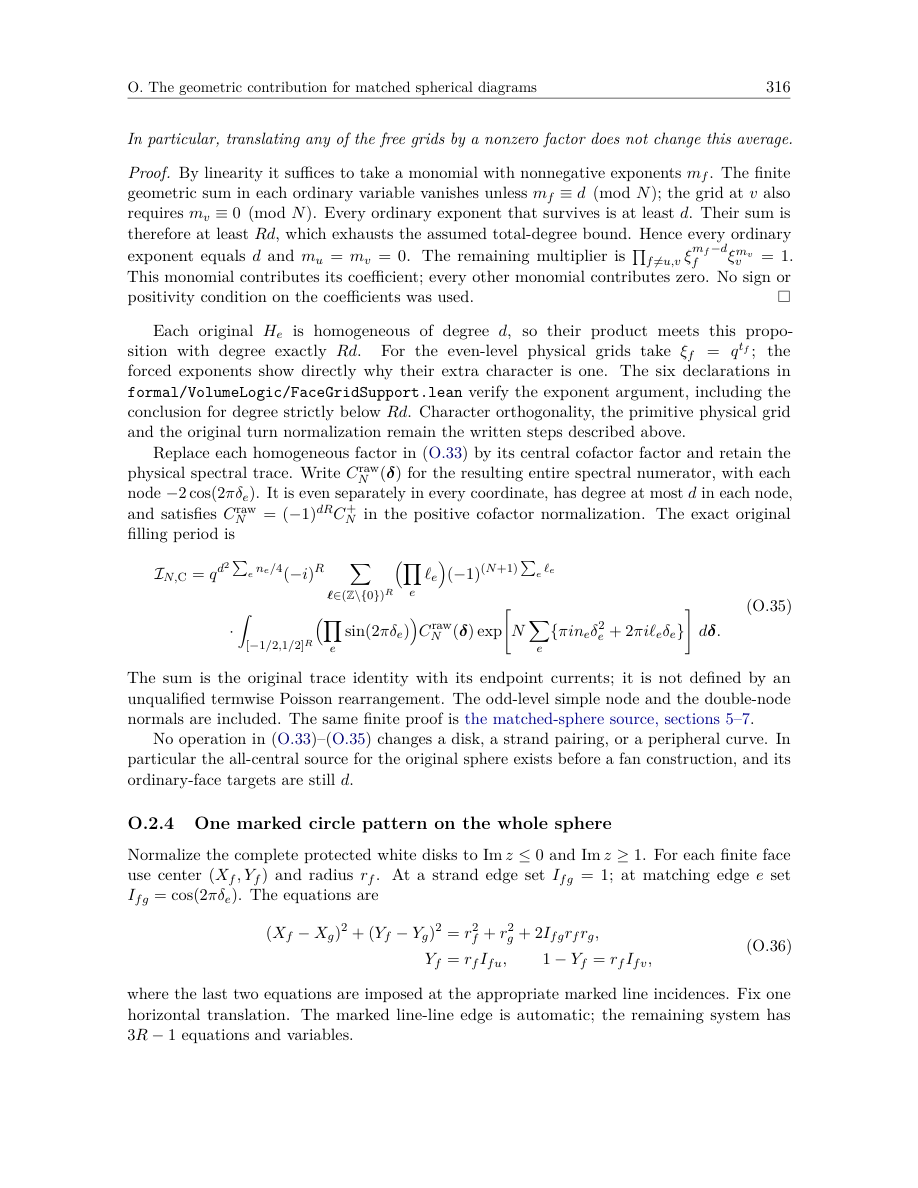 O. The geometric contribution for matched spherical diagrams 316
In particular, translating any of the free grids by a nonzero factor does not change this average.
Proof. By linearity it suffices to take a monomial with nonnegative exponents m_f. The finite
geometric sum in each ordinary variable vanishes unless m_f ≡ d (mod N); the grid at v also
requires m_v ≡ 0 (mod N). Every ordinary exponent that survives is at least d. Their sum is
therefore at least Rd, which exhausts the assumed total-degree bound. Hence every ordinary
exponent equals d and m_u = m_v = 0. The remaining multiplier is ∏_{f≠u,v} ξ_f^{m_f−d} ξ_v^{m_v} = 1.
This monomial contributes its coefficient; every other monomial contributes zero. No sign or
positivity condition on the coefficients was used. □
Each original H_e is homogeneous of degree d, so their product meets this propo-
sition with degree exactly Rd. For the even-level physical grids take ξ_f = q^{t_f}; the
forced exponents show directly why their extra character is one. The six declarations in
formal/VolumeLogic/FaceGridSupport.lean verify the exponent argument, including the
conclusion for degree strictly below Rd. Character orthogonality, the primitive physical grid
and the original turn normalization remain the written steps described above.
Replace each homogeneous factor in (O.33) by its central cofactor factor and retain the
physical spectral trace. Write C_N^{raw}(δ) for the resulting entire spectral numerator, with each
node −2 cos(2πδ_e). It is even separately in every coordinate, has degree at most d in each node,
and satisfies C_N^{raw} = (−1)^{dR}C_N^+ in the positive cofactor normalization. The exact original
filling period is
I_{N,C} = q^{d^2 ∑_e n_e/4}(−i)^R ∑_{ℓ∈(ℤ\{0})^R} (∏_e ℓ_e)(−1)^{(N+1) ∑_e ℓ_e}
· ∫_{[−1/2,1/2]^R} (∏_e sin(2πδ_e)) C_N^{raw}(δ) exp[N ∑_e {πin_eδ_e^2 + 2πiℓ_eδ_e}] dδ. (O.35)
The sum is the original trace identity with its endpoint currents; it is not defined by an
unqualified termwise Poisson rearrangement. The odd-level simple node and the double-node
normals are included. The same finite proof is the matched-sphere source, sections 5–7.
No operation in (O.33)–(O.35) changes a disk, a strand pairing, or a peripheral curve. In
particular the all-central source for the original sphere exists before a fan construction, and its
ordinary-face targets are still d.
O.2.4 One marked circle pattern on the whole sphere
Normalize the complete protected white disks to Im z ≤ 0 and Im z ≥ 1. For each finite face
use center (X_f, Y_f) and radius r_f. At a strand edge set I_{fg} = 1; at matching edge e set
I_{fg} = cos(2πδ_e). The equations are
(X_f − X_g)^2 + (Y_f − Y_g)^2 = r_f^2 + r_g^2 + 2I_{fg}r_fr_g,
Y_f = r_fI_{fu}, 1 − Y_f = r_fI_{fv}, (O.36)
where the last two equations are imposed at the appropriate marked line incidences. Fix one
horizontal translation. The marked line-line edge is automatic; the remaining system has
3R − 1 equations and variables.